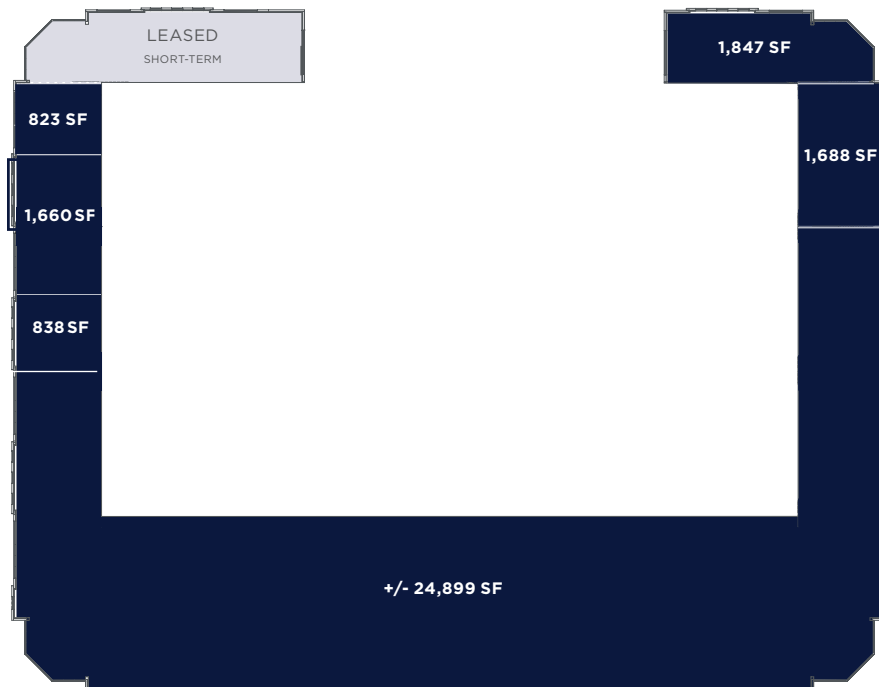 LEASED
SHORT-TERM
1,847 SF
823 SF
1,688 SF
1,660 SF
838 SF
+/- 24,899 SF